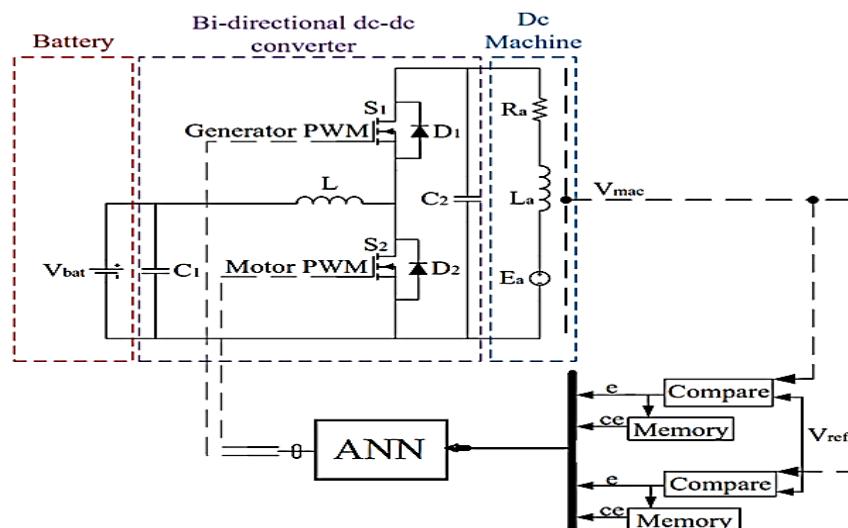 Battery
Bi-directional dc-dc
converter
Dc
Machine
S1
Generator PWM
D1
Ra
L
C2
La
Vmac
S2
Vbat
C1
Motor PWM
D2
Ea
e
Compare
ce
Memory
Vref
ANN
e
Compare
ce
Memory